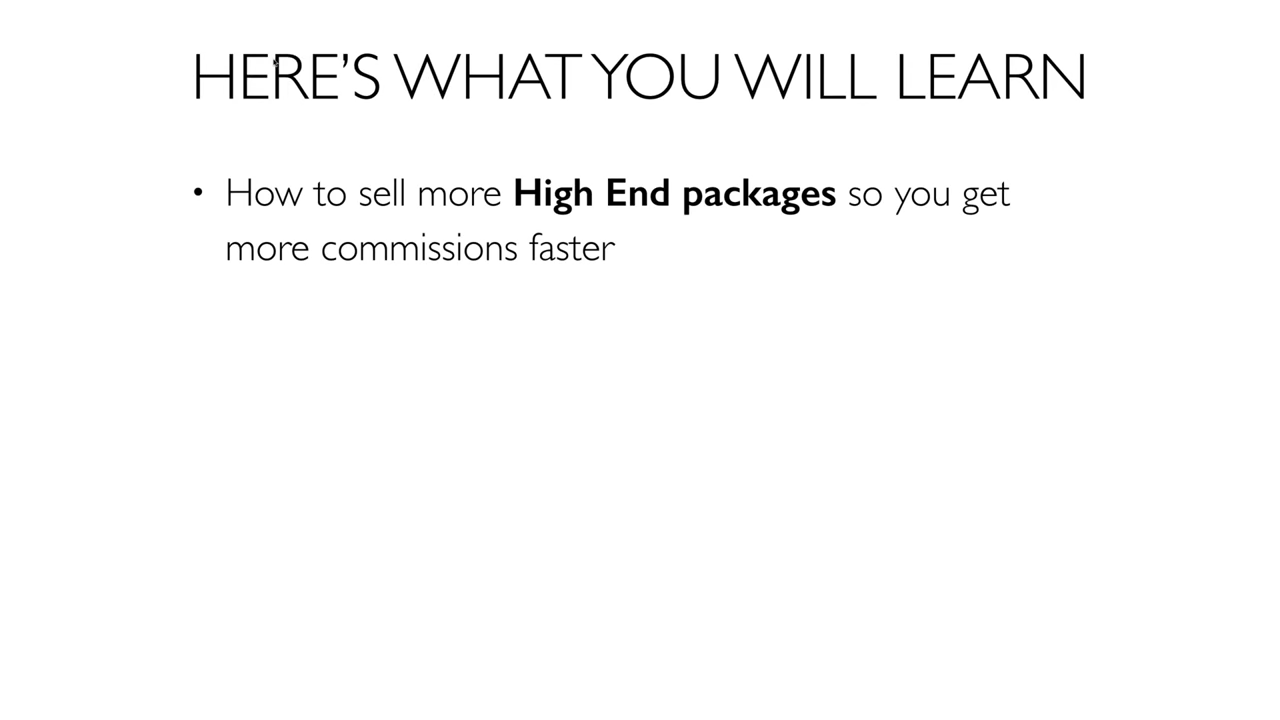 HERE’S WHAT YOU WILL LEARN
• How to sell more High End packages so you get
more commissions faster